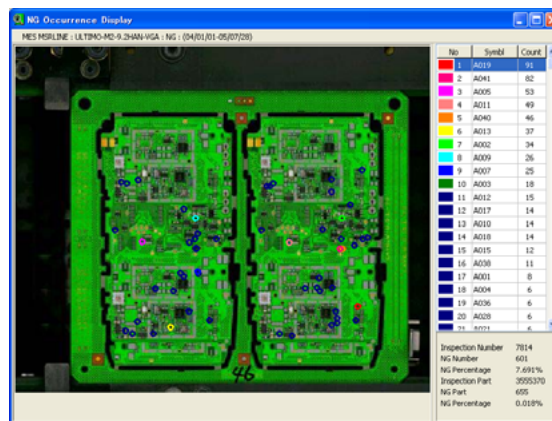 NG Occurrence Display
MES MSRLINE : ULTIMO-M2-9.2HAN-VGA : NG : (04/01/01-05/07/28)
No Symbl Count
1 A019 91
2 A041 82
3 A005 53
4 A011 49
5 A040 46
6 A013 37
7 A002 34
8 A009 26
9 A007 25
10 A003 18
11 A012 15
12 A017 14
13 A010 14
14 A018 14
15 A015 12
16 A038 11
17 A001 8
18 A004 6
19 A036 6
20 A028 6
21 A021 6
46
Inspection Number 7814
NG Number 601
NG Percentage 7.691%
Inspection Part 3555370
NG Part 655
NG Percentage 0.018%